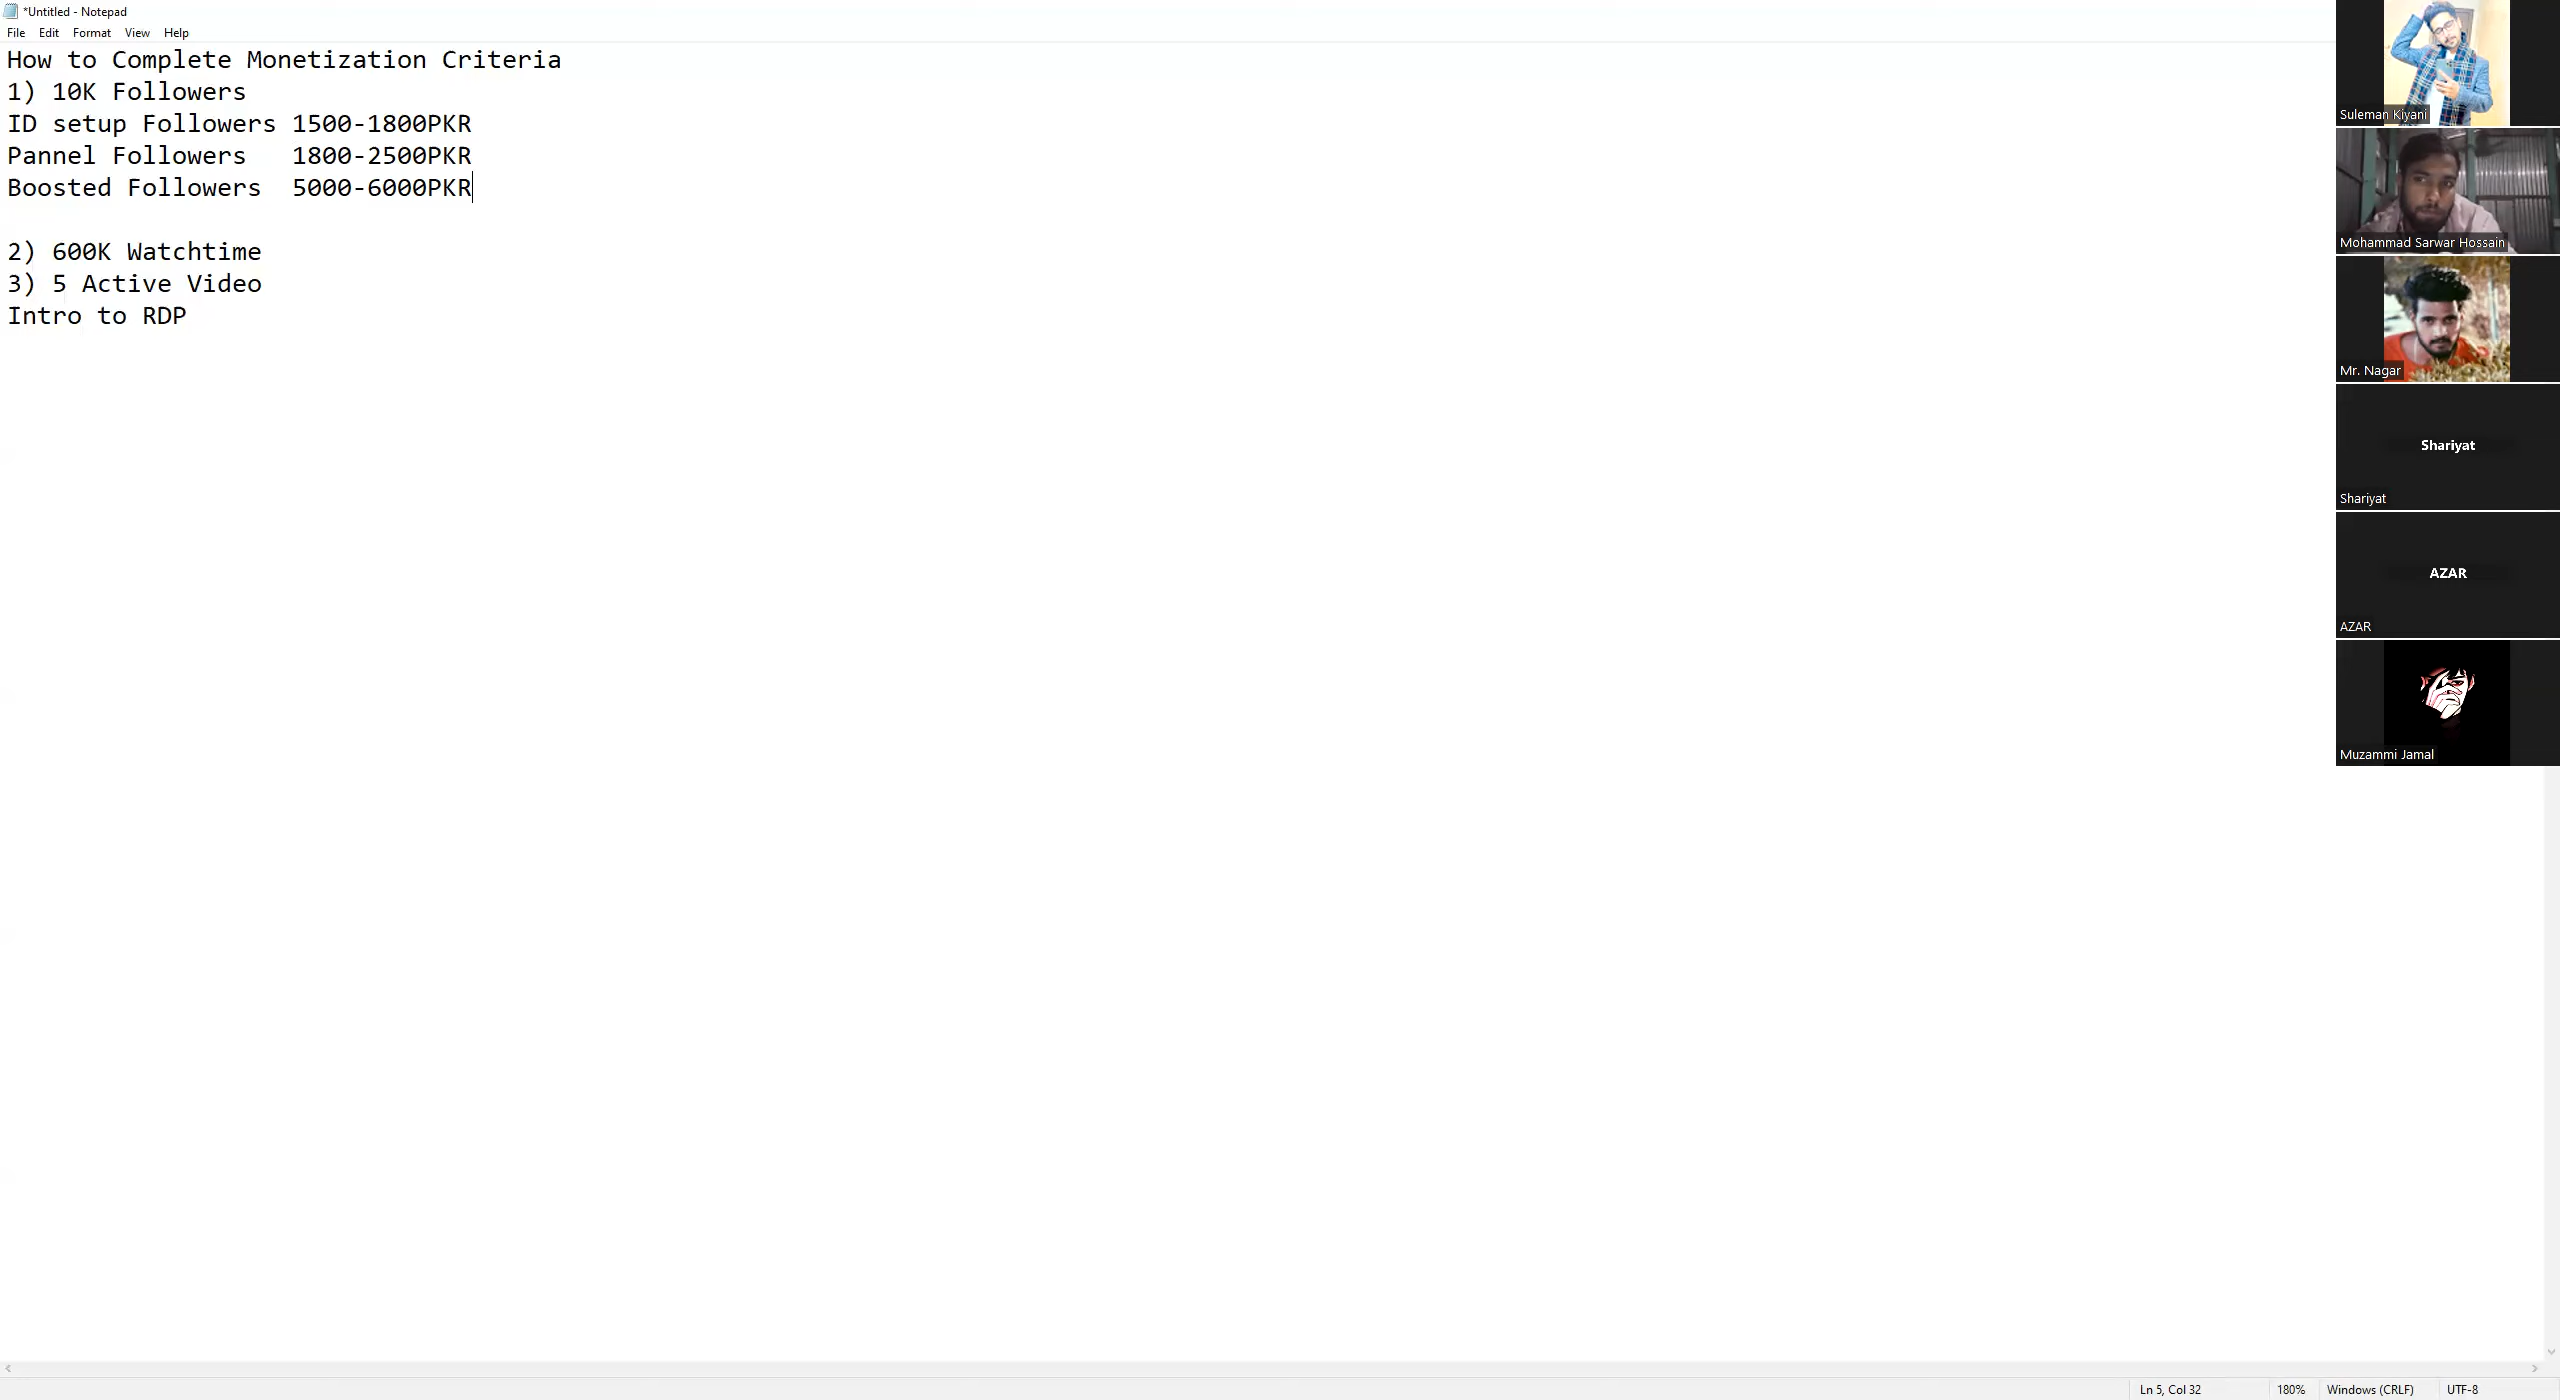 *Untitled - Notepad
File Edit Format View Help
How to Complete Monetization Criteria
1) 10K Followers
ID setup Followers 1500-1800PKR
Pannel Followers 1800-2500PKR
Boosted Followers 5000-6000PKR
2) 600K Watchtime
3) 5 Active Video
Intro to RDP
Suleman Kiyani
Mohammad Sarwar Hossain
Mr. Nagar
Shariyat
Shariyat
AZAR
AZAR
Muzammi Jamal
Ln 5, Col 32 180% Windows (CRLF) UTF-8